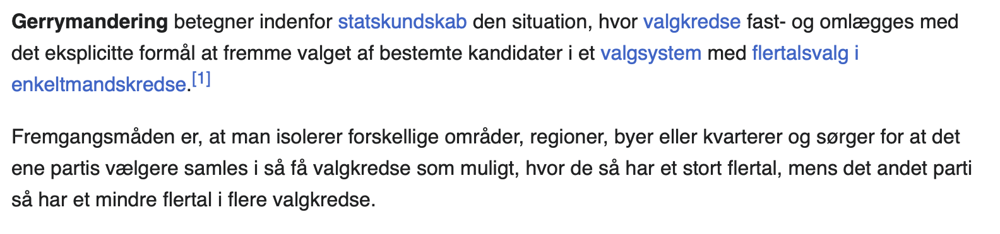 Gerrymandering betegner indenfor statskundskab den situation, hvor valgkredse fast- og omlægges med
det eksplicitte formål at fremme valget af bestemte kandidater i et valgsystem med flertalsvalg i
enkeltmandskredse.[1]
Fremgangsmåden er, at man isolerer forskellige områder, regioner, byer eller kvarterer og sørger for at det
ene partis vælgere samles i så få valgkredse som muligt, hvor de så har et stort flertal, mens det andet parti
så har et mindre flertal i flere valgkredse.